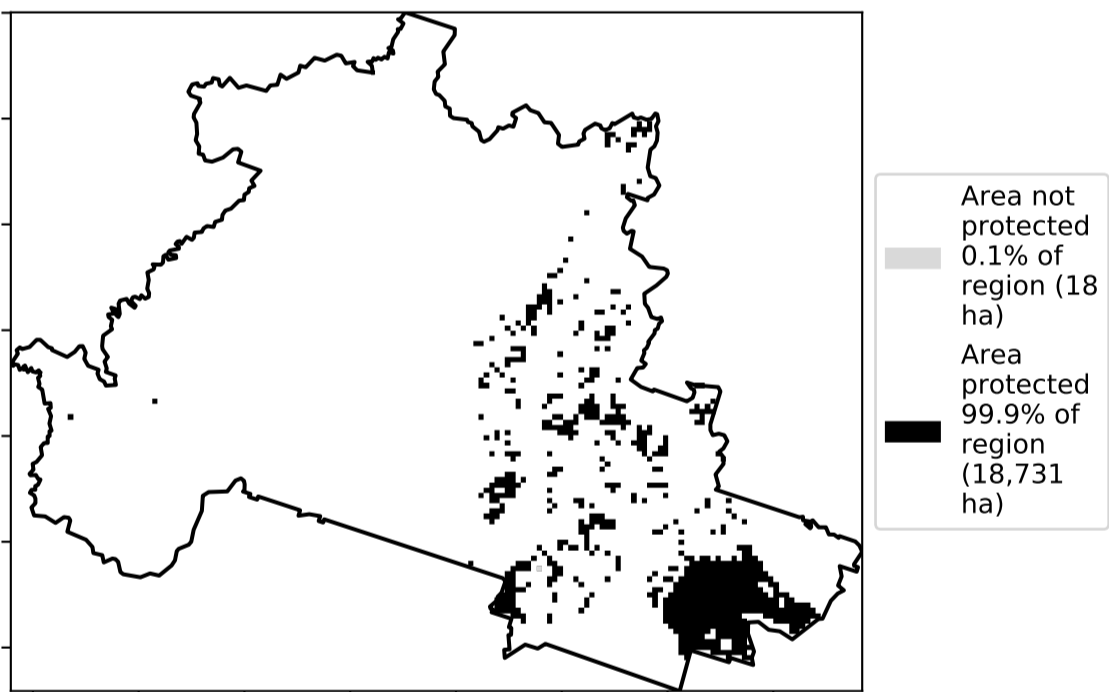 Area not
protected
0.1% of
region (18
ha)
Area
protected
99.9% of
region
(18,731
ha)